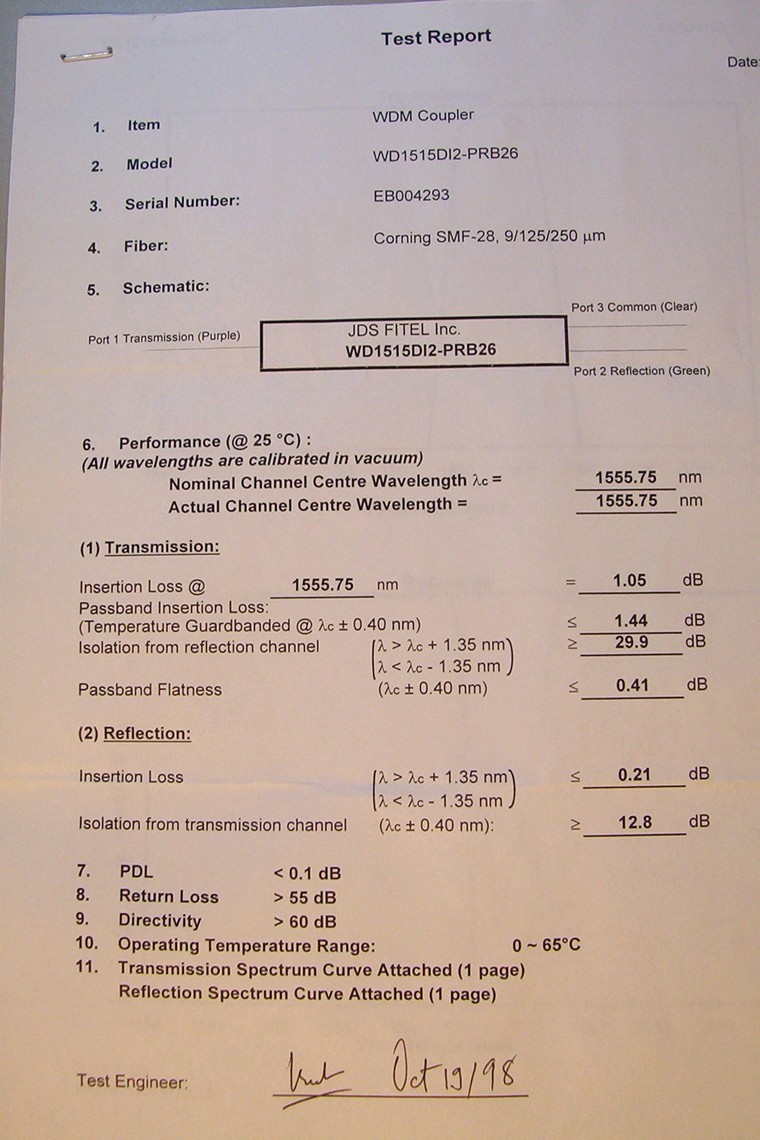 Test Report
Date:
1. Item WDM Coupler
2. Model WD1515DI2-PRB26
3. Serial Number: EB004293
4. Fiber: Corning SMF-28, 9/125/250 μm
5. Schematic:
Port 3 Common (Clear)
Port 1 Transmission (Purple)
JDS FITEL Inc.
WD1515DI2-PRB26
Port 2 Reflection (Green)
6. Performance (@ 25 °C) :
(All wavelengths are calibrated in vacuum)
Nominal Channel Centre Wavelength λc = 1555.75 nm
Actual Channel Centre Wavelength = 1555.75 nm
(1) Transmission:
Insertion Loss @ 1555.75 nm = 1.05 dB
Passband Insertion Loss:
(Temperature Guardbanded @ λc ± 0.40 nm) ≤ 1.44 dB
Isolation from reflection channel (λ > λc + 1.35 nm) ≥ 29.9 dB
(λ < λc - 1.35 nm)
Passband Flatness (λc ± 0.40 nm) ≤ 0.41 dB
(2) Reflection:
Insertion Loss (λ > λc + 1.35 nm) ≤ 0.21 dB
(λ < λc - 1.35 nm)
Isolation from transmission channel (λc ± 0.40 nm): ≥ 12.8 dB
7. PDL < 0.1 dB
8. Return Loss > 55 dB
9. Directivity > 60 dB
10. Operating Temperature Range: 0 ~ 65°C
11. Transmission Spectrum Curve Attached (1 page)
Reflection Spectrum Curve Attached (1 page)
Test Engineer: Oct 19/98